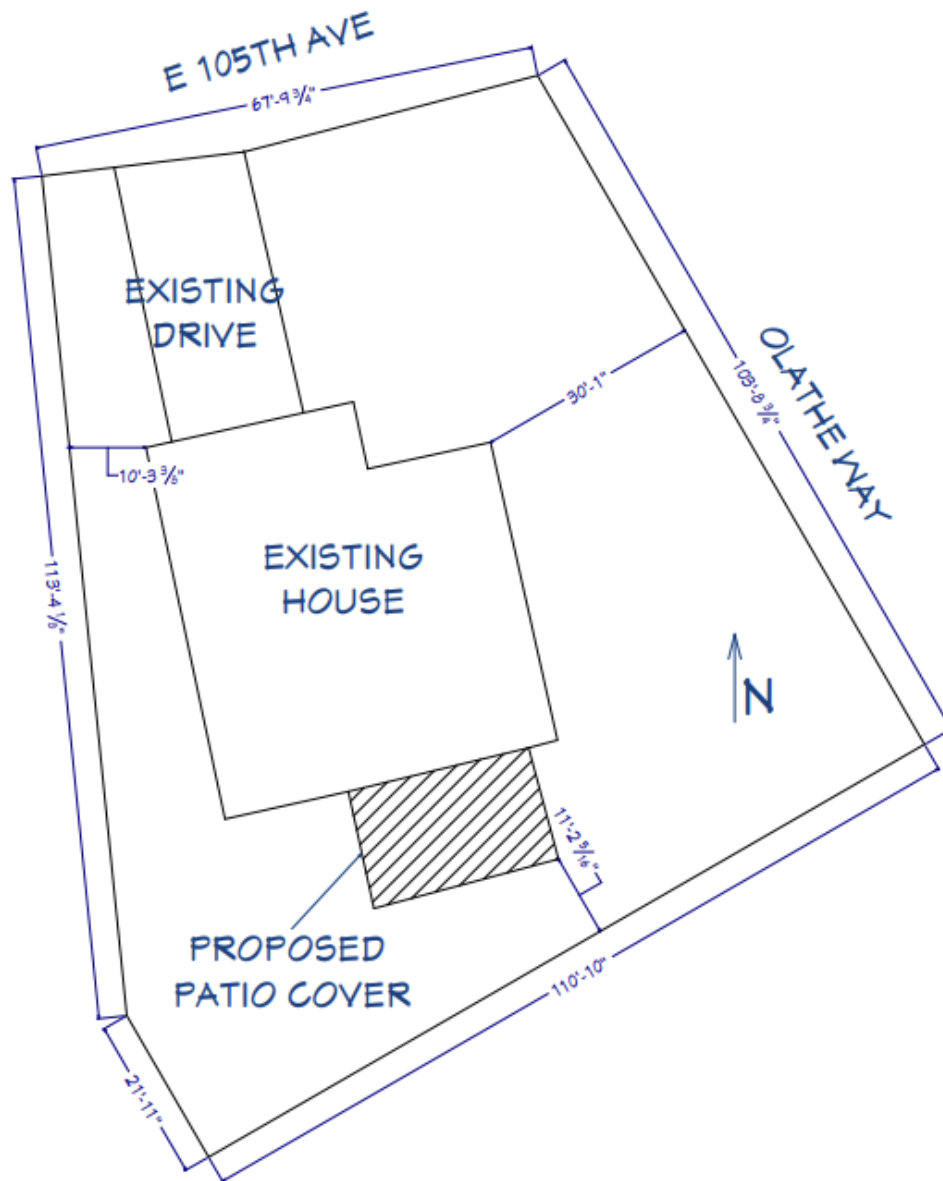 E 105TH AVE
67'-9 3/4"
EXISTING
DRIVE
30'-1"
OLATHE WAY
103'-8 3/4"
10'-3 3/8"
EXISTING
HOUSE
113'-4 1/8"
N
11'-2 5/16"
PROPOSED
PATIO COVER
110'-10"
21'-11"